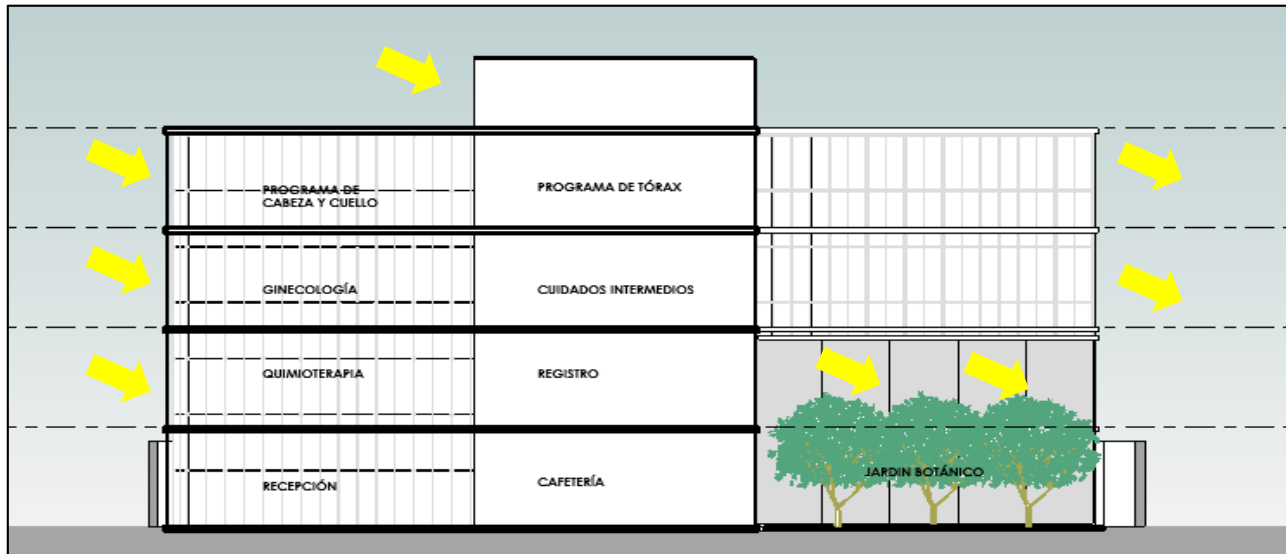 PROGRAMA DE
CABEZA Y CUELLO
PROGRAMA DE TÓRAX
GINECOLOGÍA
CUIDADOS INTERMEDIOS
QUIMIOTERAPIA
REGISTRO
RECEPCIÓN
CAFETERÍA
JARDIN BOTÁNICO